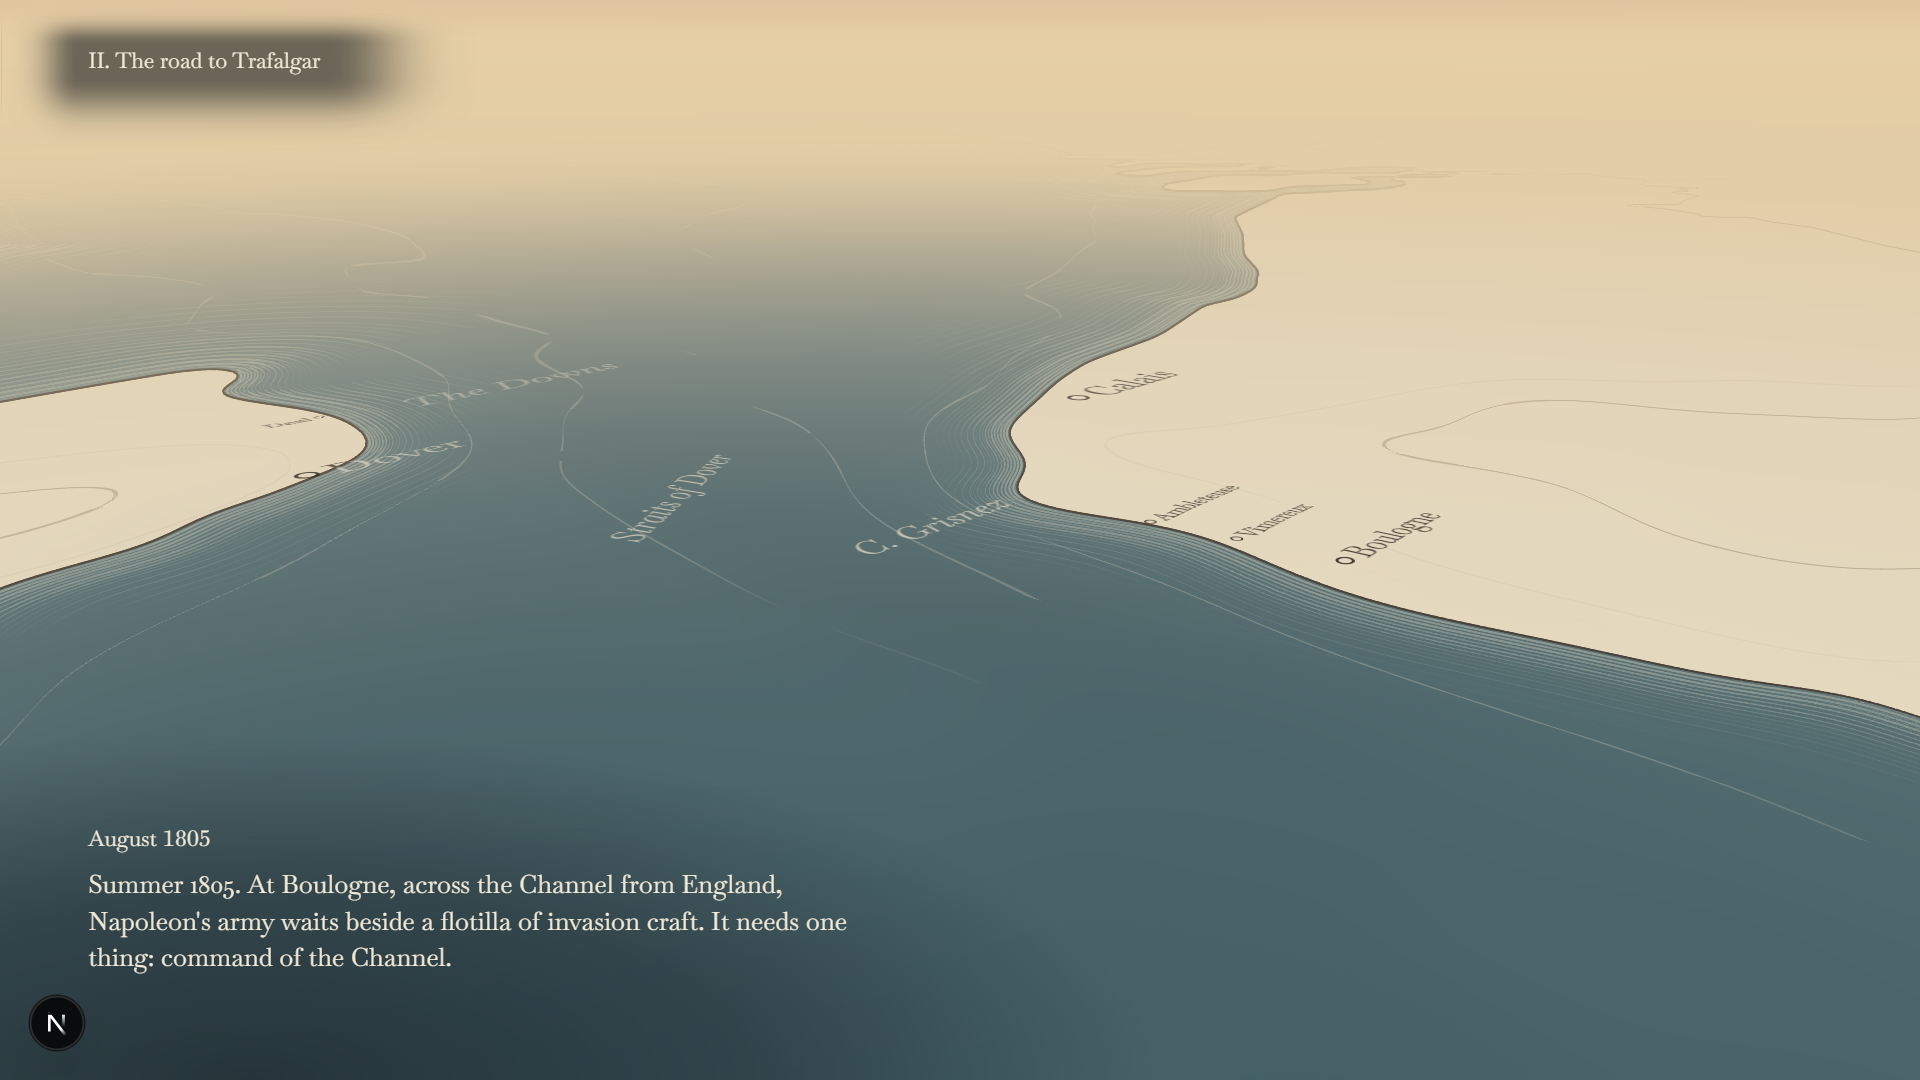 II. The road to Trafalgar
The Downs
Calais
Dover
Straits of Dover
C. Grisnez
Ambleteuse
Vimereux
Boulogne
August 1805
Summer 1805. At Boulogne, across the Channel from England,
Napoleon's army waits beside a flotilla of invasion craft. It needs one
thing: command of the Channel.
N